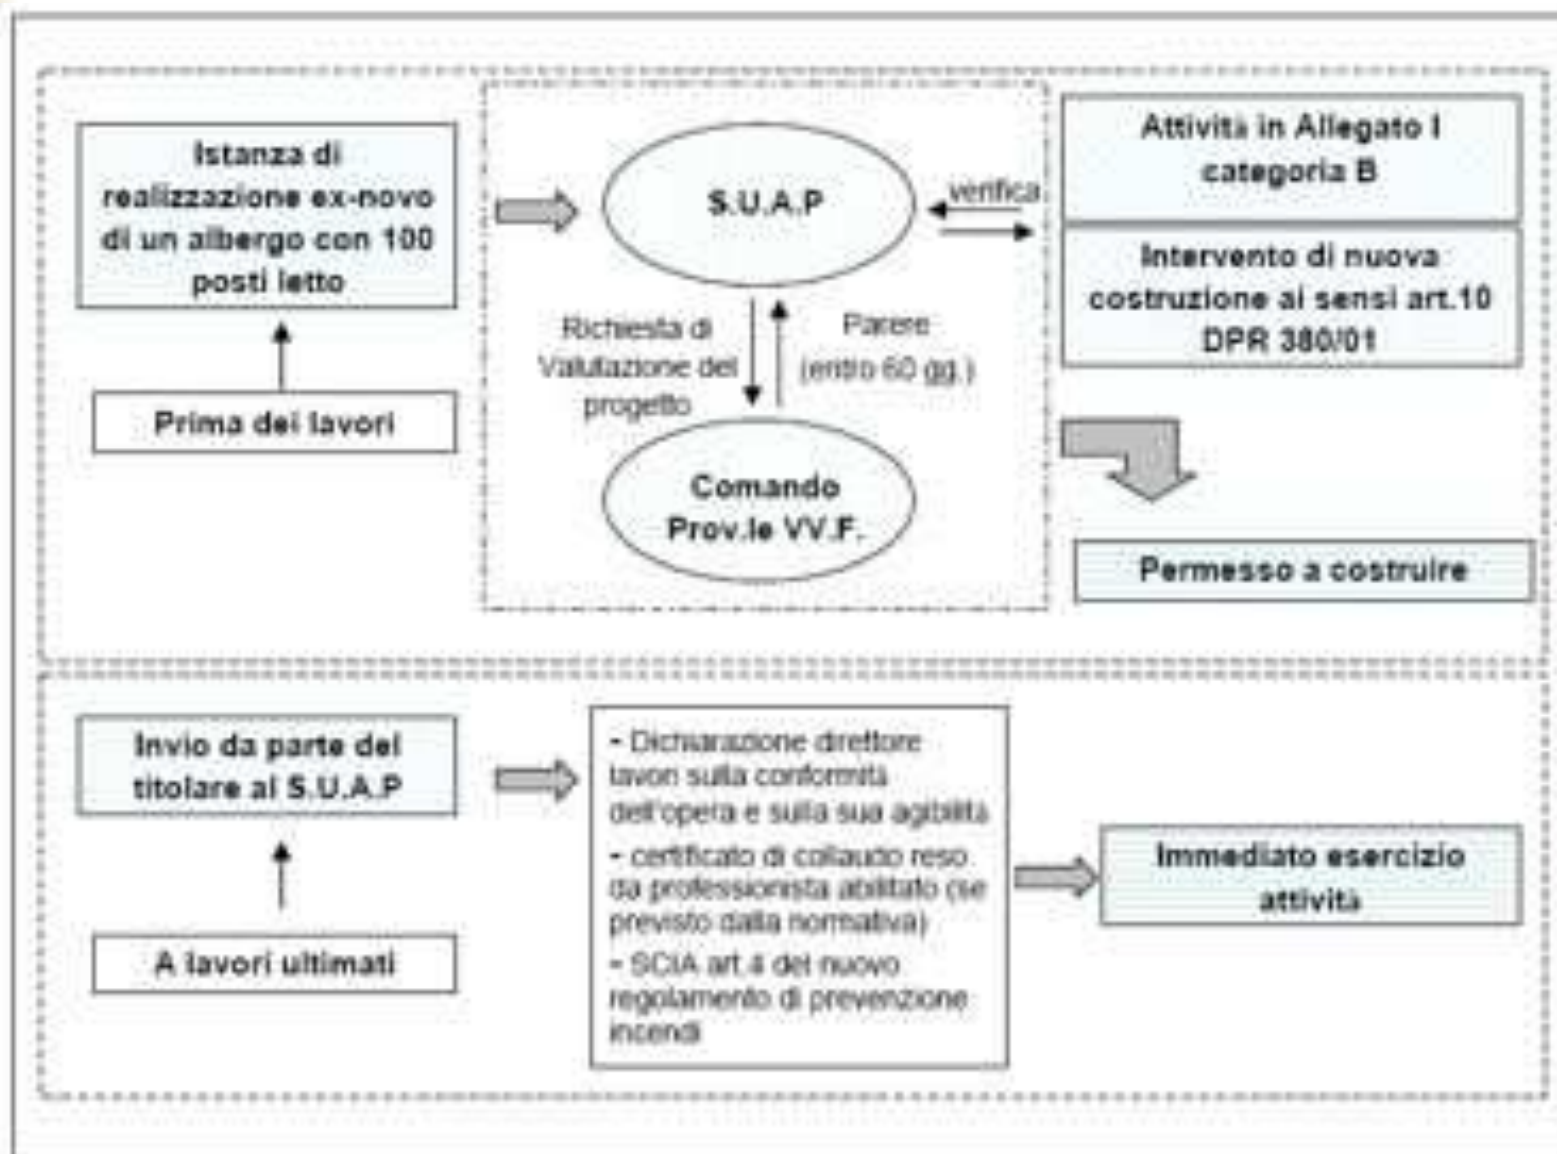 Istanza di
realizzazione ex-novo
di un albergo con 100
posti letto
Prima dei lavori
S.U.A.P
verifica
Richiesta di
Valutazione del
progetto
Parere
(entro 60 gg.)
Comando
Prov.le VV.F.
Attività in Allegato I
categoria B
Intervento di nuova
costruzione ai sensi art.10
DPR 380/01
Permesso a costruire
Invio da parte del
titolare al S.U.A.P
A lavori ultimati
- Dichiarazione direttore
lavori sulla conformità
dell'opera e sulla sua agibilità
- certificato di collaudo reso
da professionista abilitato (se
previsto dalla normativa)
- SCIA art.4 del nuovo
regolamento di prevenzione
incendi
Immediato esercizio
attività